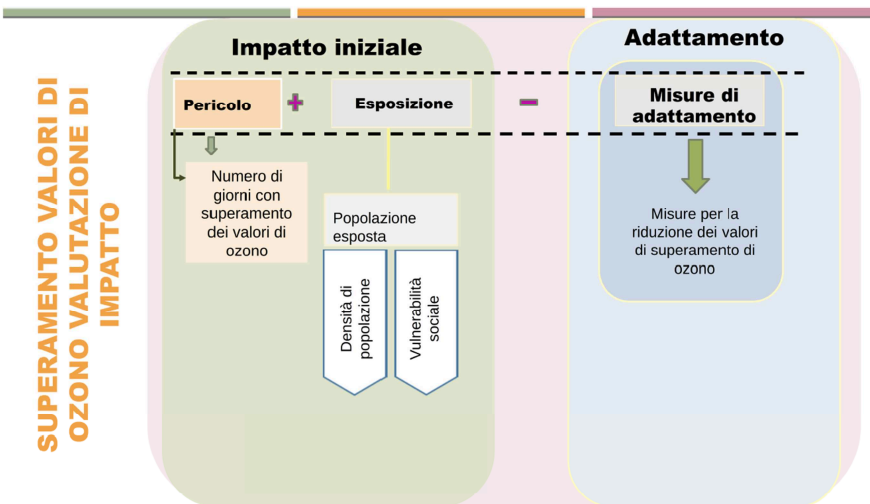 SUPERAMENTO VALORI DI
OZONO VALUTAZIONE DI
IMPATTO
Impatto iniziale
Adattamento
Pericolo
+
Esposizione
-
Misure di
adattamento
Numero di
giorni con
superamento
dei valori di
ozono
Popolazione
esposta
Densità di
popolazione
Vulnerabilità
sociale
Misure per la
riduzione dei valori
di superamento di
ozono